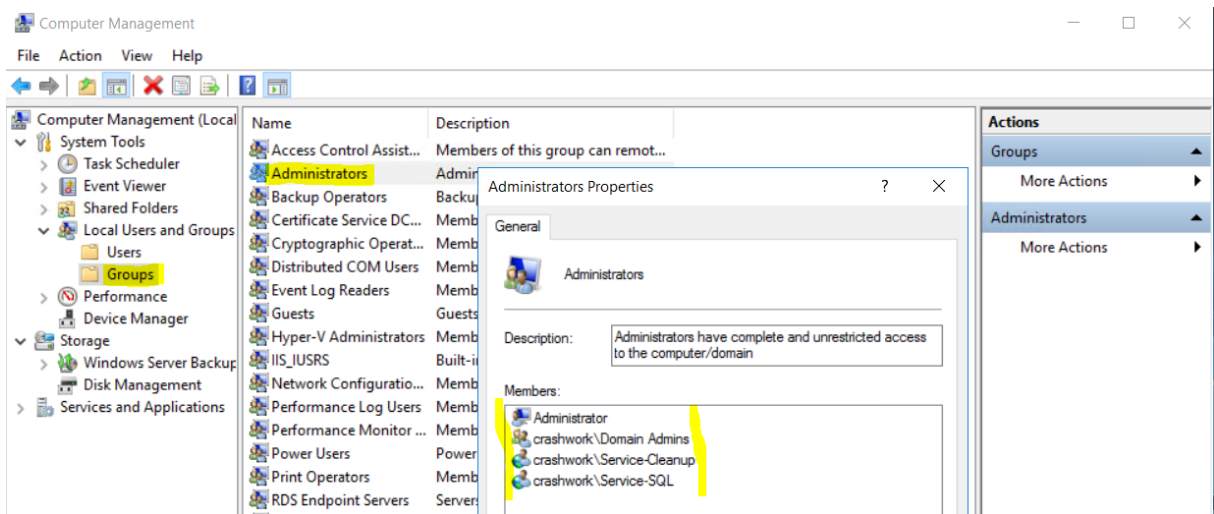 Computer Management
File Action View Help
Computer Management (Local
System Tools
Task Scheduler
Event Viewer
Shared Folders
Local Users and Groups
Users
Groups
Performance
Device Manager
Storage
Windows Server Backup
Disk Management
Services and Applications
Name Description
Access Control Assist... Members of this group can remot...
Administrators Admin
Backup Operators Backu
Certificate Service DC... Memb
Cryptographic Operat... Memb
Distributed COM Users Memb
Event Log Readers Memb
Guests Guests
Hyper-V Administrators Memb
IIS_IUSRS Built-i
Network Configuratio... Memb
Performance Log Users Memb
Performance Monitor ... Memb
Power Users Power
Print Operators Memb
RDS Endpoint Servers Server
Administrators Properties ?
General
Administrators
Description: Administrators have complete and unrestricted access
to the computer/domain
Members:
Administrator
crashwork\Domain Admins
crashwork\Service-Cleanup
crashwork\Service-SQL
Actions
Groups
More Actions
Administrators
More Actions